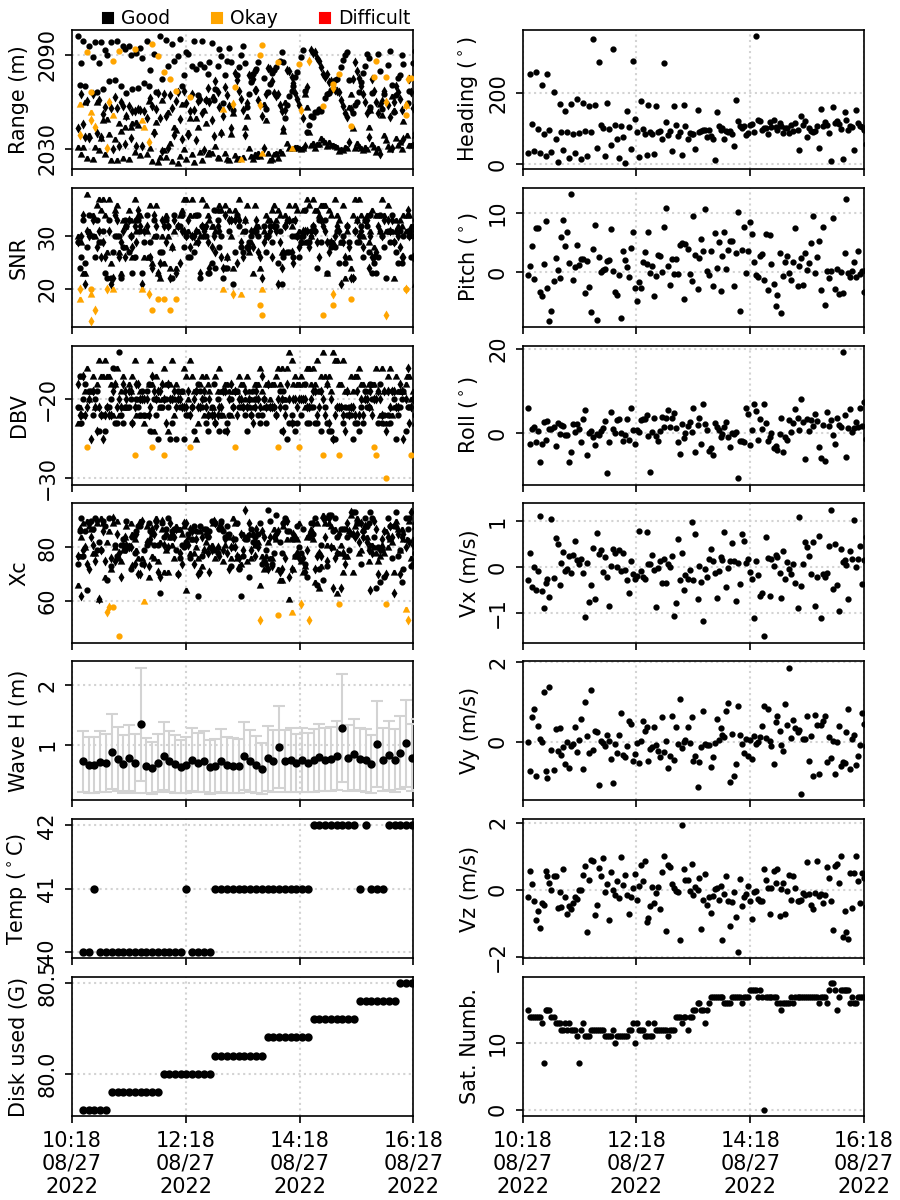 Good Okay Difficult
Range (m)
2090
2030
Heading (°)
200
0
SNR
30
20
Pitch (°)
10
0
DBV
−20
−30
Roll (°)
20
0
Xc
80
60
Vx (m/s)
1
0
−1
Wave H (m)
2
1
Vy (m/s)
2
0
Temp (°C)
42
41
40
Vz (m/s)
2
0
−2
Disk used (G)
80.5
80.0
Sat. Numb.
10
0
10:18 12:18 14:18 16:18
08/27 08/27 08/27 08/27
2022 2022 2022 2022
10:18 12:18 14:18 16:18
08/27 08/27 08/27 08/27
2022 2022 2022 2022